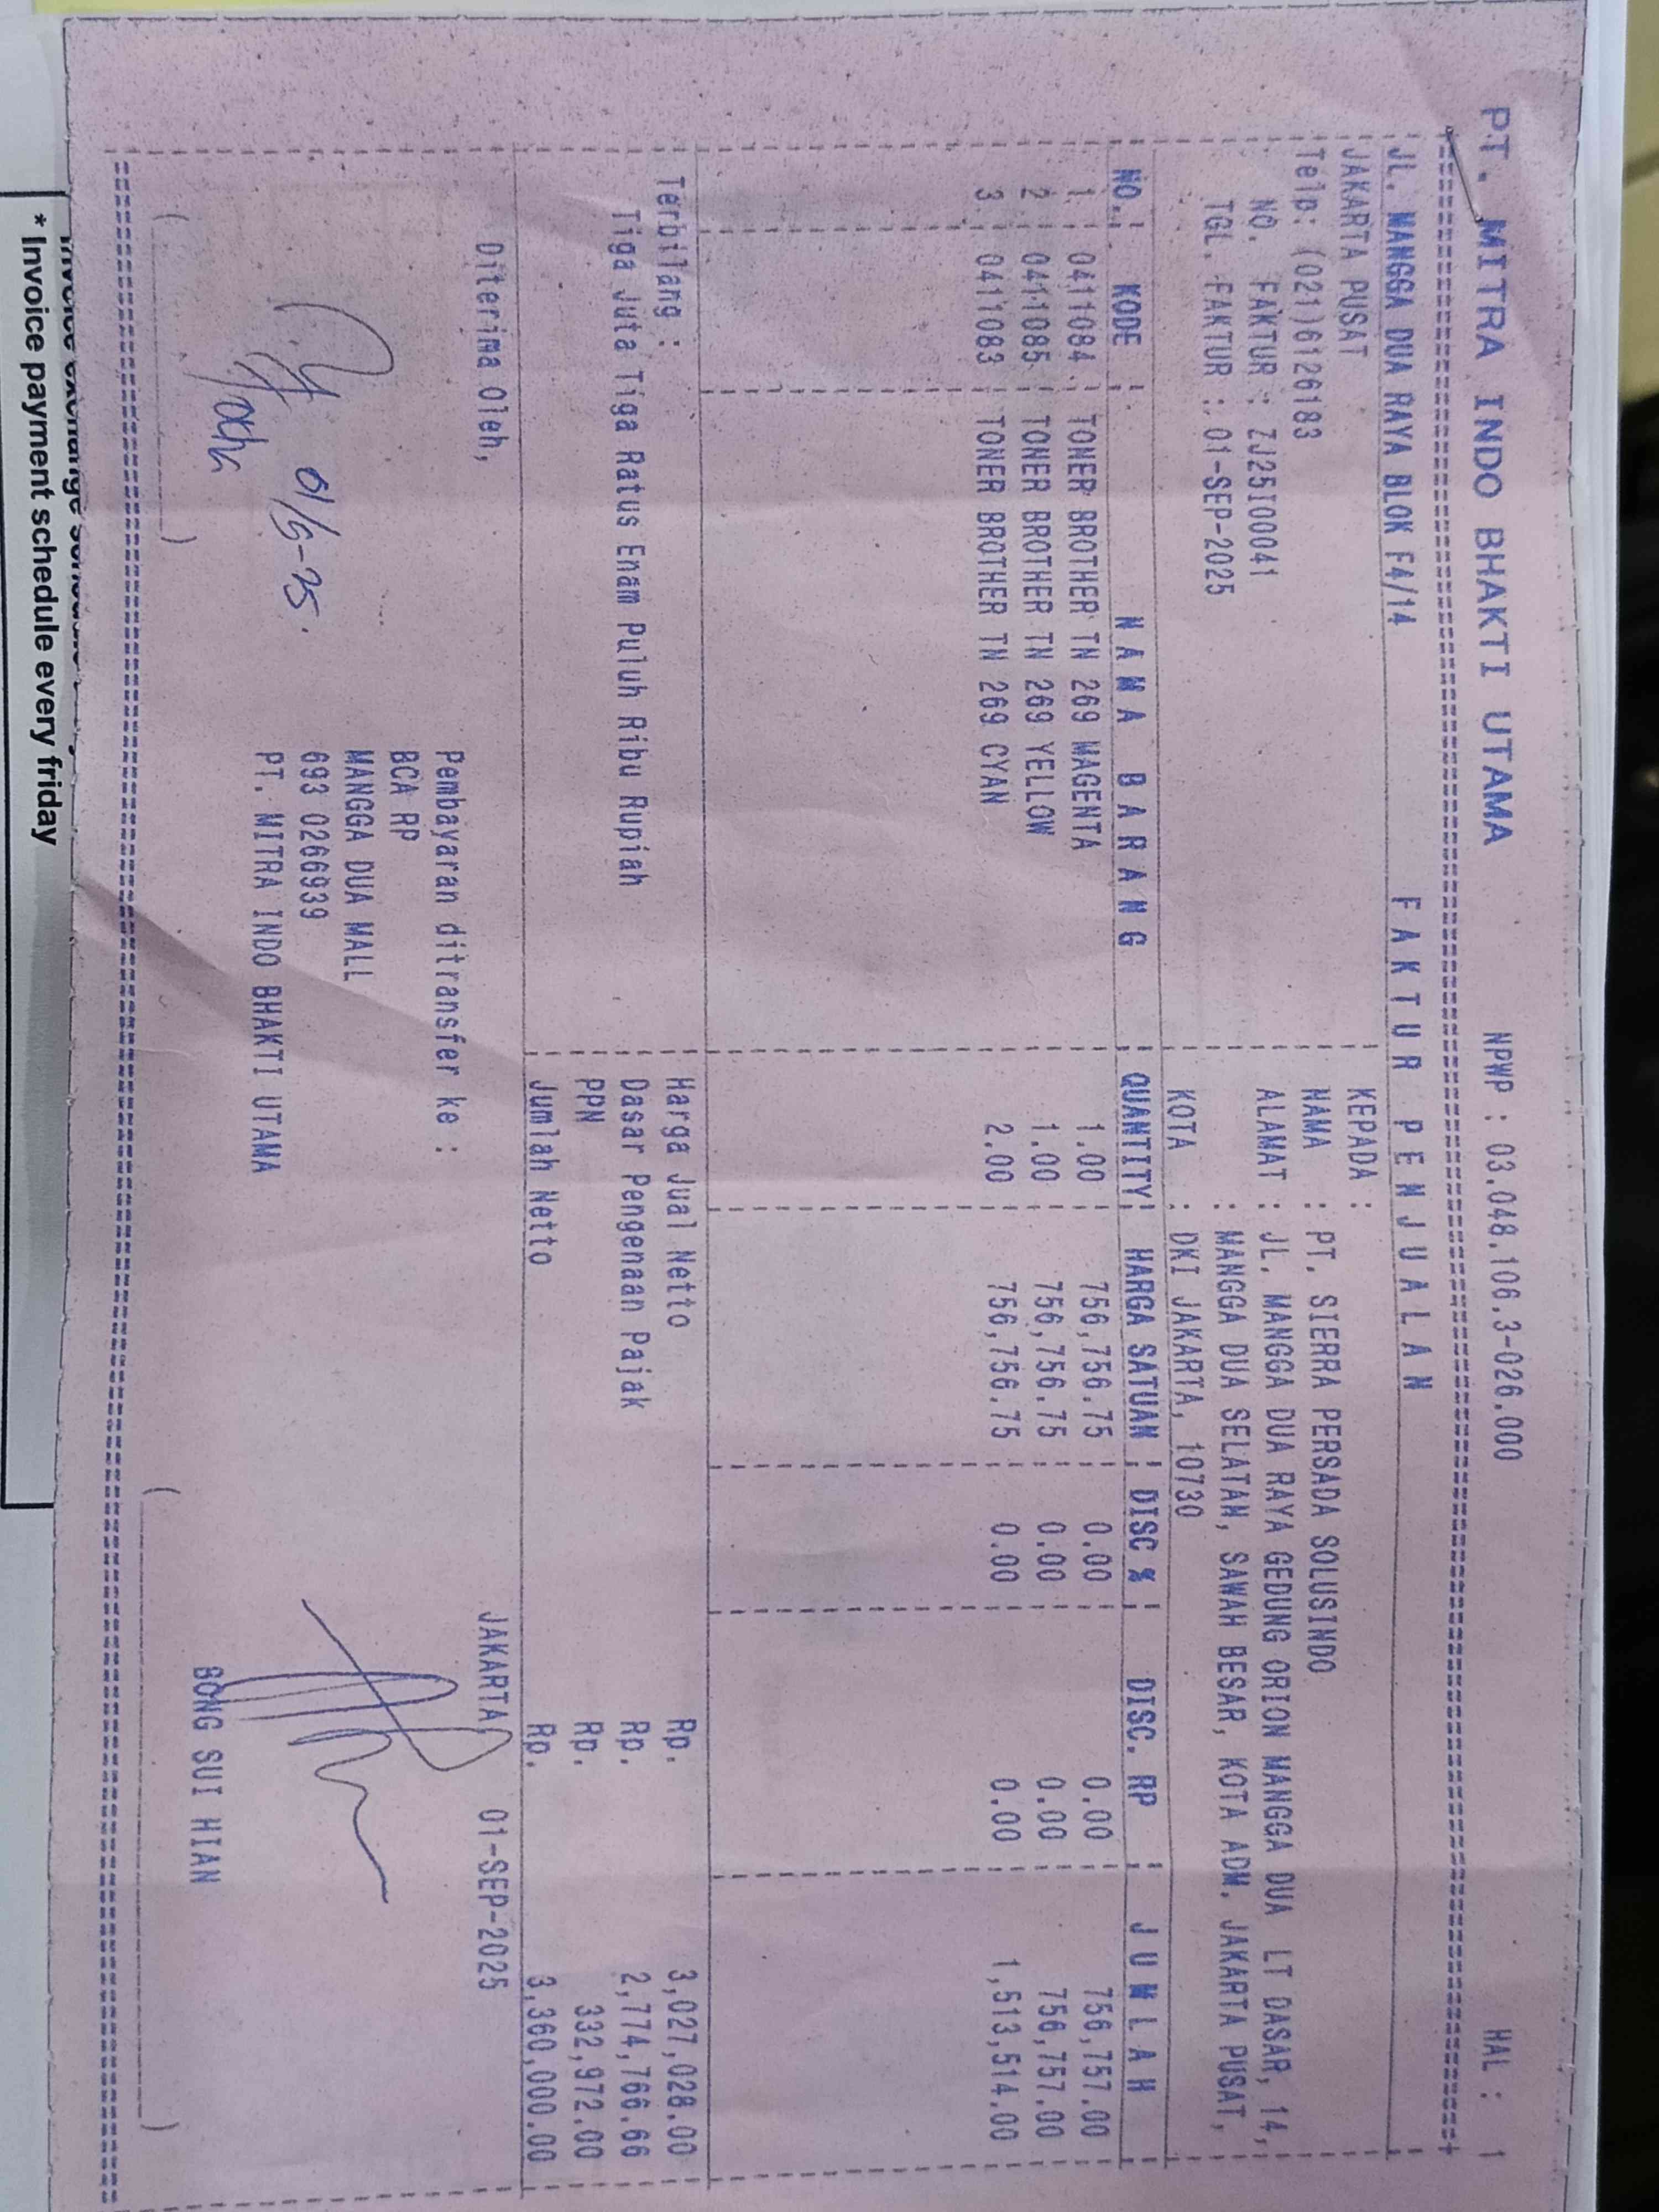 PT. MITRA INDO BHAKTI UTAMA NPWP : 03.048.106.3-026.000 HAL : 1
JL. MANGGA DUA RAYA BLOK F4/14 F A K T U R P E N J U A L A N
JAKARTA PUSAT KEPADA :
Telp: (021)6126183 NAMA : PT. SIERRA PERSADA SOLUSINDO
NO. FAKTUR : ZJ25I00041 ALAMAT : JL. MANGGA DUA RAYA GEDUNG ORION MANGGA DUA LT DASAR, 14,
TGL. FAKTUR : 01-SEP-2025 : MANGGA DUA SELATAN, SAWAH BESAR, KOTA ADM. JAKARTA PUSAT,
KOTA : DKI JAKARTA, 10730
NO. KODE N A M A B A R A N G QUANTITY HARGA SATUAN DISC % DISC. RP J U M L A H
1 0411084 TONER BROTHER TN 269 MAGENTA 1.00 756,756.75 0.00 0.00 756,757.00
2 0411085 TONER BROTHER TN 269 YELLOW 1.00 756,756.75 0.00 0.00 756,757.00
3 0411083 TONER BROTHER TN 269 CYAN 2.00 756,756.75 0.00 0.00 1,513,514.00
Terbilang : Harga Jual Netto Rp. 3,027,028.00
Tiga Juta Tiga Ratus Enam Puluh Ribu Rupiah Dasar Pengenaan Pajak Rp. 2,774,766.66
PPN Rp. 332,972.00
Jumlah Netto Rp. 3,360,000.00
Diterima Oleh, JAKARTA, 01-SEP-2025
Pembayaran ditransfer ke :
BCA RP
MANGGA DUA MALL
693 0266939
PT. MITRA INDO BHAKTI UTAMA
BONG SUI HIAN
* Invoice payment schedule every friday